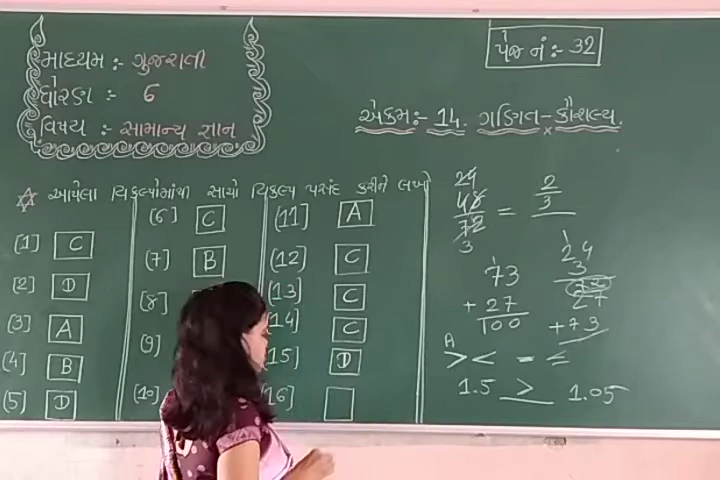 માધ્યમ :- ગુજરાતી
ધોરણ :- 6
વિષય :- સામાન્ય જ્ઞાન
પેજ નં :- 32
એકમ :- 14. ગણિત - કૌશલ્ય.
આપેલા વિકલ્પોમાંથી સાચો વિકલ્પ પસંદ કરીને લખો
[1] C
[2] D
(3] A
(4] B
(5] D
(6] C
(7] B
[8]
(9]
(10]
(11] A
(12] C
(13] C
(14] C
15] D
16]
24
48
72
3
= 2
3
73
+ 27
100
24
3
27
+ 73
A
> < = ≤
1.5 > 1.05